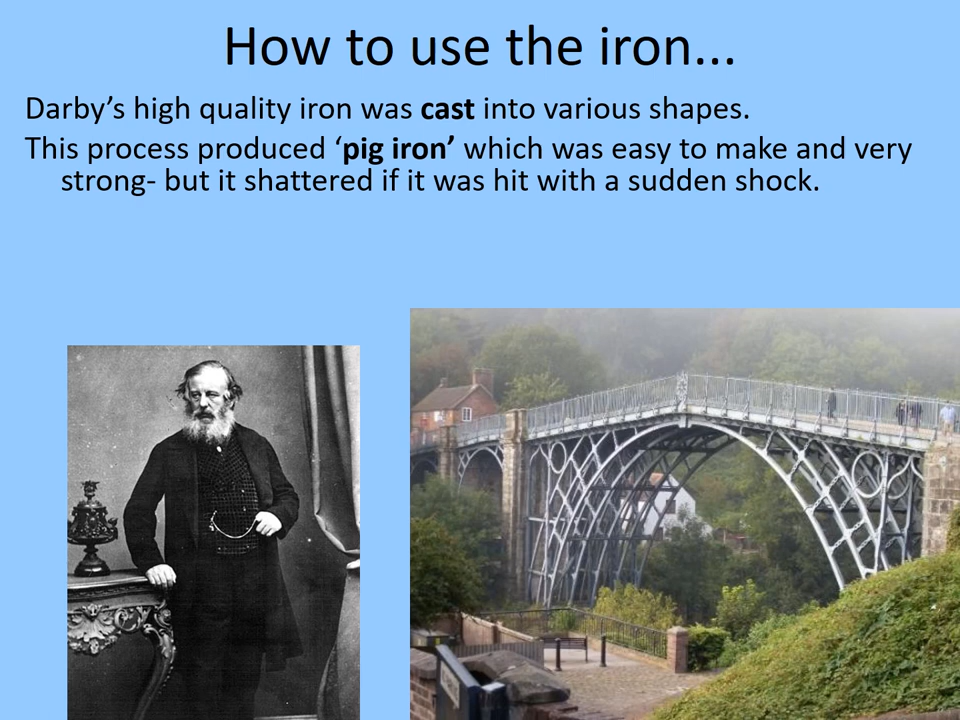 How to use the iron...
Darby’s high quality iron was cast into various shapes.
This process produced ‘pig iron’ which was easy to make and very
strong- but it shattered if it was hit with a sudden shock.